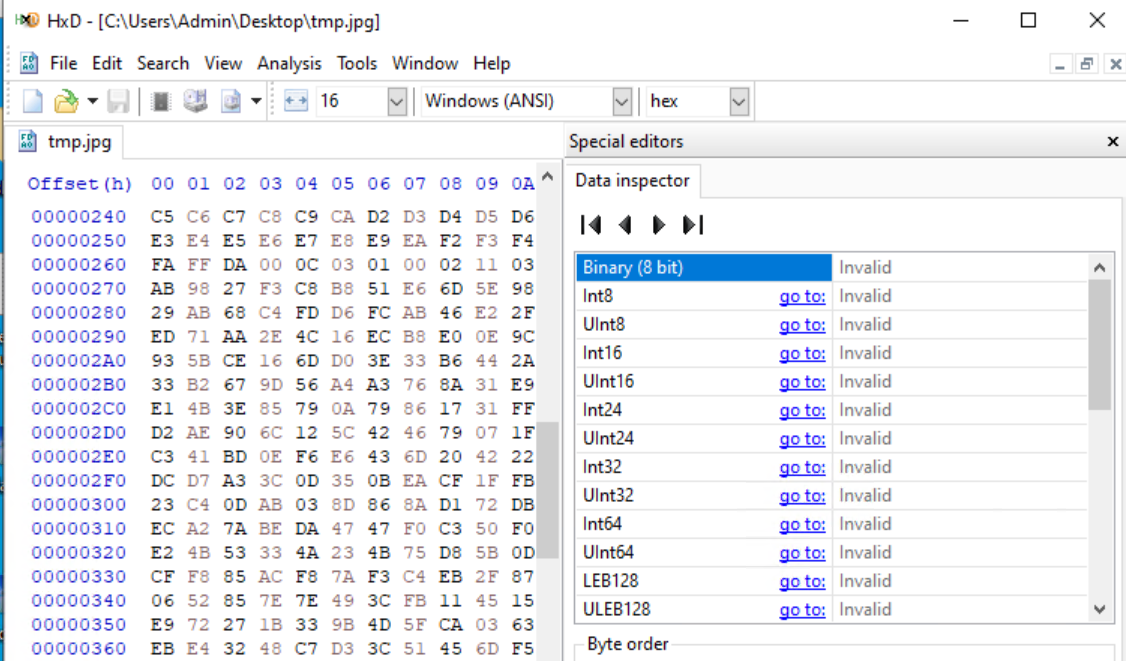 HxD - [C:\Users\Admin\Desktop\tmp.jpg]
File Edit Search View Analysis Tools Window Help
16 Windows (ANSI) hex
tmp.jpg
Offset(h) 00 01 02 03 04 05 06 07 08 09 0A
00000240 C5 C6 C7 C8 C9 CA D2 D3 D4 D5 D6
00000250 E3 E4 E5 E6 E7 E8 E9 EA F2 F3 F4
00000260 FA FF DA 00 0C 03 01 00 02 11 03
00000270 AB 98 27 F3 C8 B8 51 E6 6D 5E 98
00000280 29 AB 68 C4 FD D6 FC AB 46 E2 2F
00000290 ED 71 AA 2E 4C 16 EC B8 E0 0E 9C
000002A0 93 5B CE 16 6D D0 3E 33 B6 44 2A
000002B0 33 B2 67 9D 56 A4 A3 76 8A 31 E9
000002C0 E1 4B 3E 85 79 0A 79 86 17 31 FF
000002D0 D2 AE 90 6C 12 5C 42 46 79 07 1F
000002E0 C3 41 BD 0E F6 E6 43 6D 20 42 22
000002F0 DC D7 A3 3C 0D 35 0B EA CF 1F FB
00000300 23 C4 0D AB 03 8D 86 8A D1 72 DB
00000310 EC A2 7A BE DA 47 47 F0 C3 50 F0
00000320 E2 4B 53 33 4A 23 4B 75 D8 5B 0D
00000330 CF F8 85 AC F8 7A F3 C4 EB 2F 87
00000340 06 52 85 7E 7E 49 3C FB 11 45 15
00000350 E9 72 27 1B 33 9B 4D 5F CA 03 63
00000360 EB E4 32 48 C7 D3 3C 51 45 6D F5
Special editors
Data inspector
Binary (8 bit) Invalid
Int8 go to: Invalid
UInt8 go to: Invalid
Int16 go to: Invalid
UInt16 go to: Invalid
Int24 go to: Invalid
UInt24 go to: Invalid
Int32 go to: Invalid
UInt32 go to: Invalid
Int64 go to: Invalid
UInt64 go to: Invalid
LEB128 go to: Invalid
ULEB128 go to: Invalid
Byte order